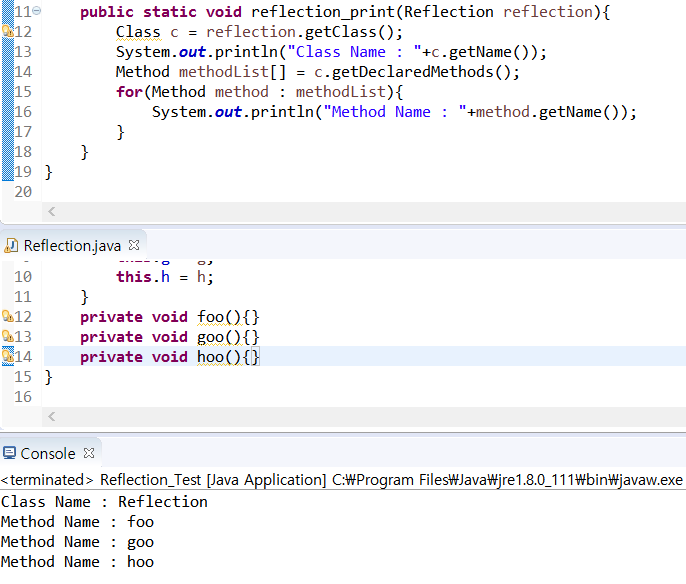 11 public static void reflection_print(Reflection reflection){
12 Class c = reflection.getClass();
13 System.out.println("Class Name : "+c.getName());
14 Method methodList[] = c.getDeclaredMethods();
15 for(Method method : methodList){
16 System.out.println("Method Name : "+method.getName());
17 }
18 }
19 }
20
Reflection.java
10 this.h = h;
11 }
12 private void foo(){}
13 private void goo(){}
14 private void hoo(){}
15 }
16
Console
<terminated> Reflection_Test [Java Application] C:₩Program Files₩Java₩jre1.8.0_111₩bin₩javaw.exe
Class Name : Reflection
Method Name : foo
Method Name : goo
Method Name : hoo